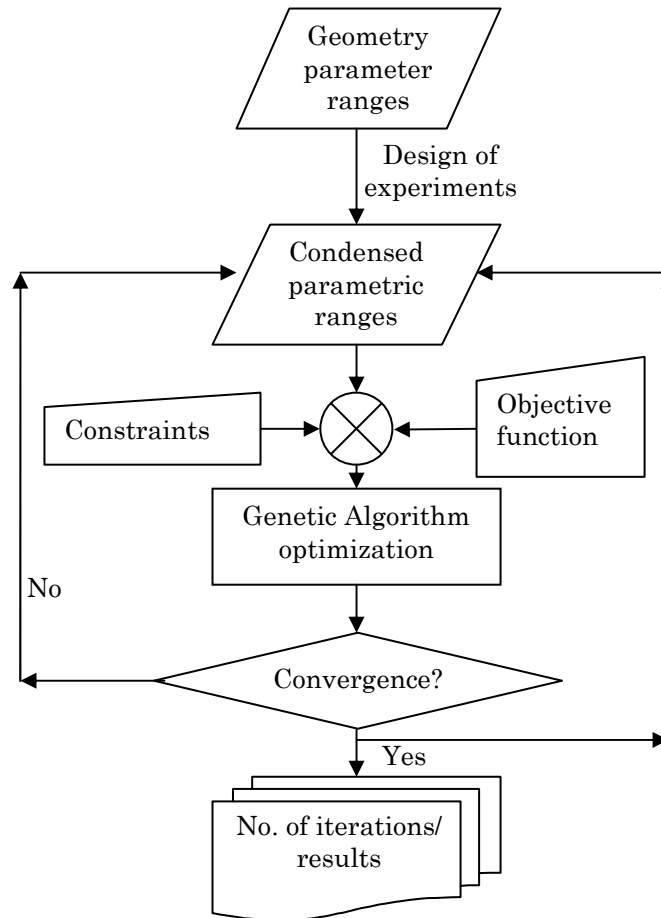 Geometry
parameter
ranges
Design of
experiments
Condensed
parametric
ranges
Constraints
Objective
function
Genetic Algorithm
optimization
No
Convergence?
Yes
No. of iterations/
results